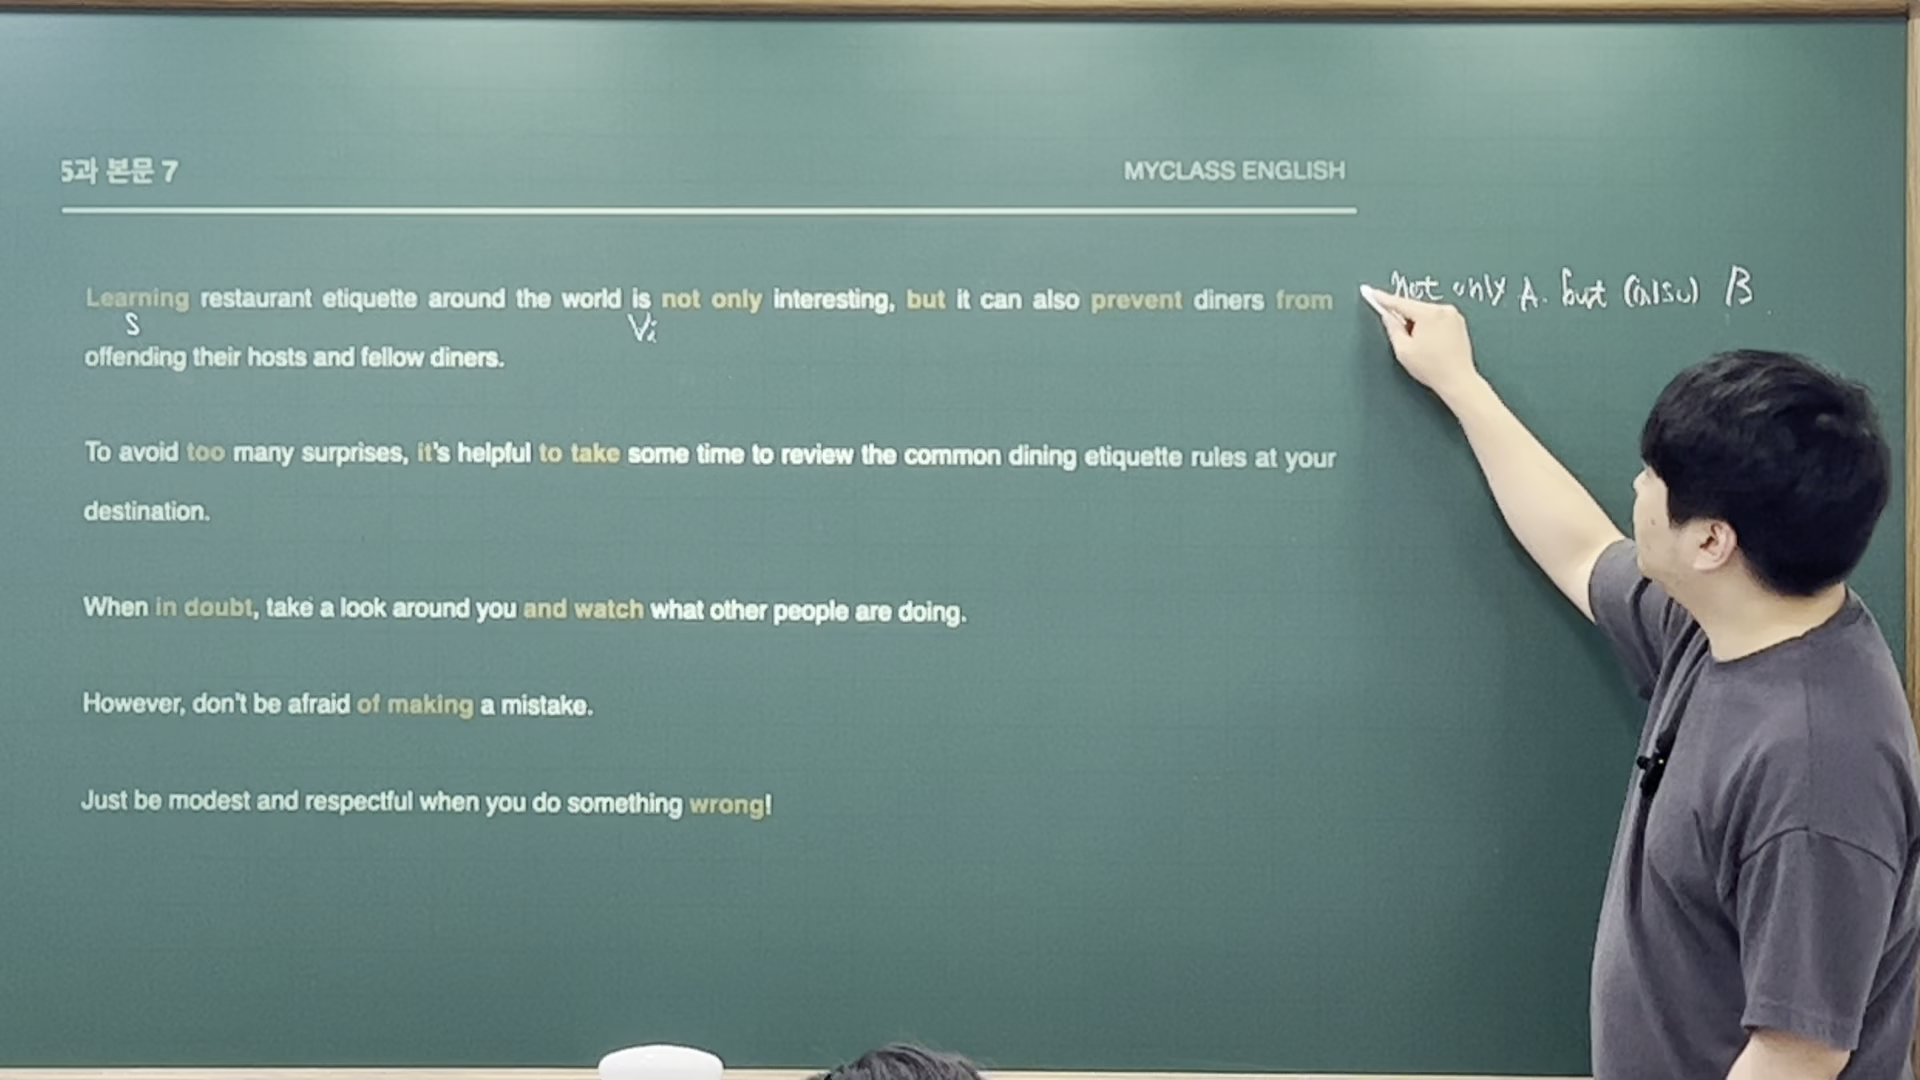 5과 본문 7
MYCLASS ENGLISH
Learning restaurant etiquette around the world is not only interesting, but it can also prevent diners from
not only A. but (also) B
S
Vi
offending their hosts and fellow diners.
To avoid too many surprises, it's helpful to take some time to review the common dining etiquette rules at your
destination.
When in doubt, take a look around you and watch what other people are doing.
However, don't be afraid of making a mistake.
Just be modest and respectful when you do something wrong!